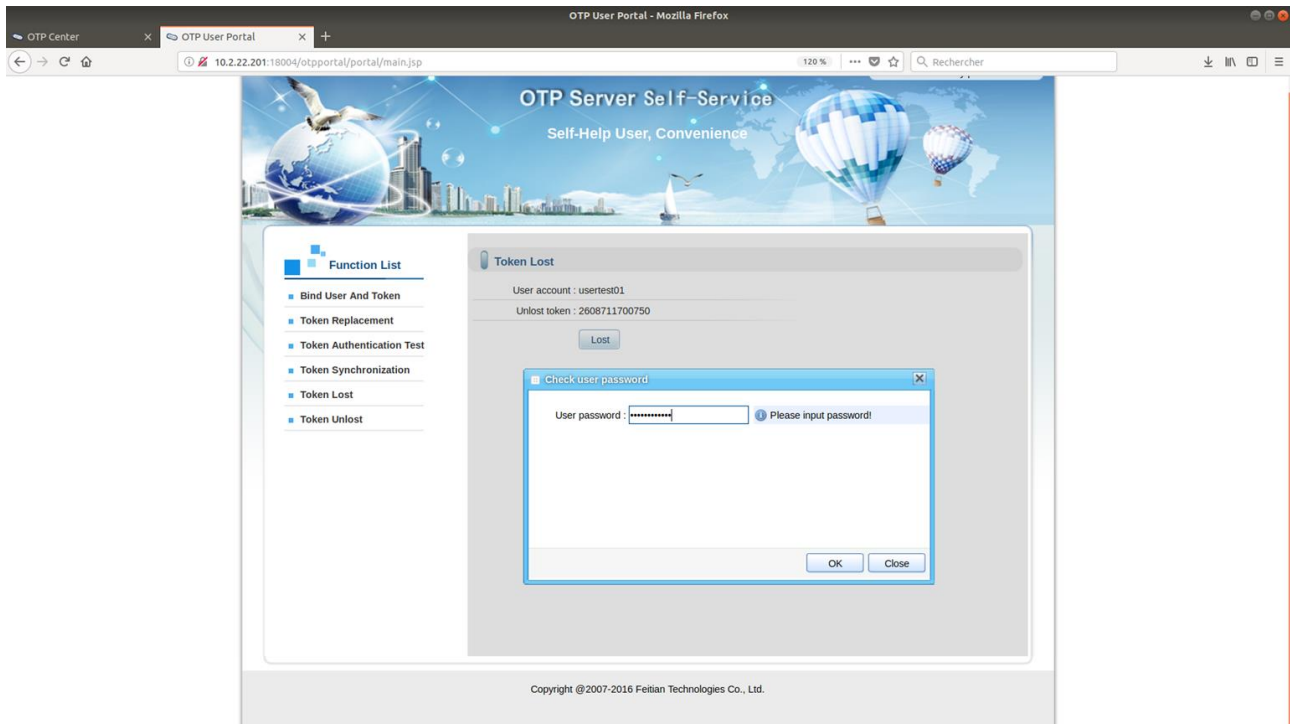 OTP User Portal - Mozilla Firefox
OTP Center
OTP User Portal
10.2.22.201:18004/otpportal/portal/main.jsp
120 %
Rechercher
OTP Server Self-Service
Self-Help User, Convenience
Function List
Bind User And Token
Token Replacement
Token Authentication Test
Token Synchronization
Token Lost
Token Unlost
Token Lost
User account : usertest01
Unlost token : 2608711700750
Lost
Check user password
User password : ••••••••••••
Please input password!
OK
Close
Copyright @2007-2016 Feitian Technologies Co., Ltd.